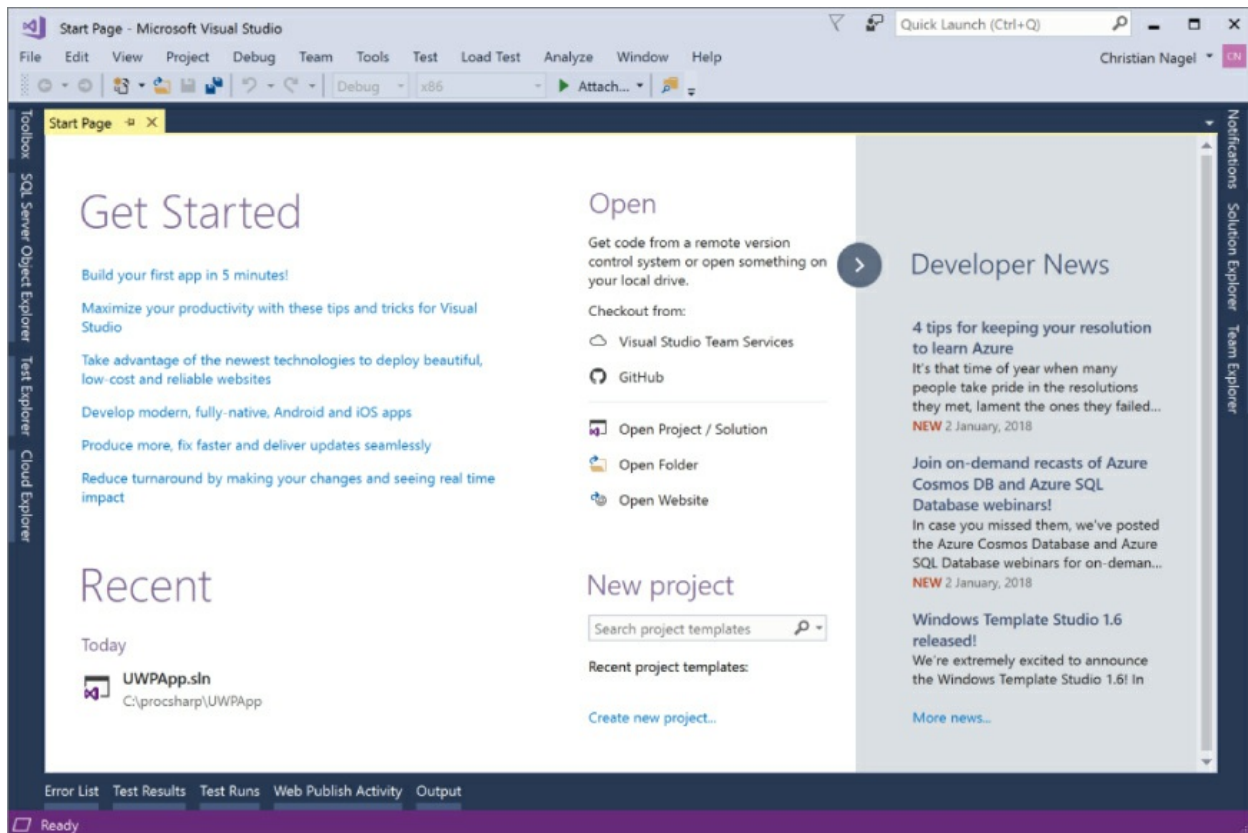 Start Page - Microsoft Visual Studio
Quick Launch (Ctrl+Q)
File Edit View Project Debug Team Tools Test Load Test Analyze Window Help
Christian Nagel CN
Debug x86 Attach...
Toolbox
SQL Server Object Explorer
Test Explorer
Cloud Explorer
Start Page
Get Started
Build your first app in 5 minutes!
Maximize your productivity with these tips and tricks for Visual
Studio
Take advantage of the newest technologies to deploy beautiful,
low-cost and reliable websites
Develop modern, fully-native, Android and iOS apps
Produce more, fix faster and deliver updates seamlessly
Reduce turnaround by making your changes and seeing real time
impact
Recent
Today
UWPApp.sln
C:\procsharp\UWPApp
Open
Get code from a remote version
control system or open something on
your local drive.
Checkout from:
Visual Studio Team Services
GitHub
Open Project / Solution
Open Folder
Open Website
New project
Search project templates
Recent project templates:
Create new project...
Developer News
4 tips for keeping your resolution
to learn Azure
It's that time of year when many
people take pride in the resolutions
they met, lament the ones they failed...
NEW 2 January, 2018
Join on-demand recasts of Azure
Cosmos DB and Azure SQL
Database webinars!
In case you missed them, we've posted
the Azure Cosmos Database and Azure
SQL Database webinars for on-deman...
NEW 2 January, 2018
Windows Template Studio 1.6
released!
We're extremely excited to announce
the Windows Template Studio 1.6! In
More news...
Notifications
Solution Explorer
Team Explorer
Error List Test Results Test Runs Web Publish Activity Output
Ready